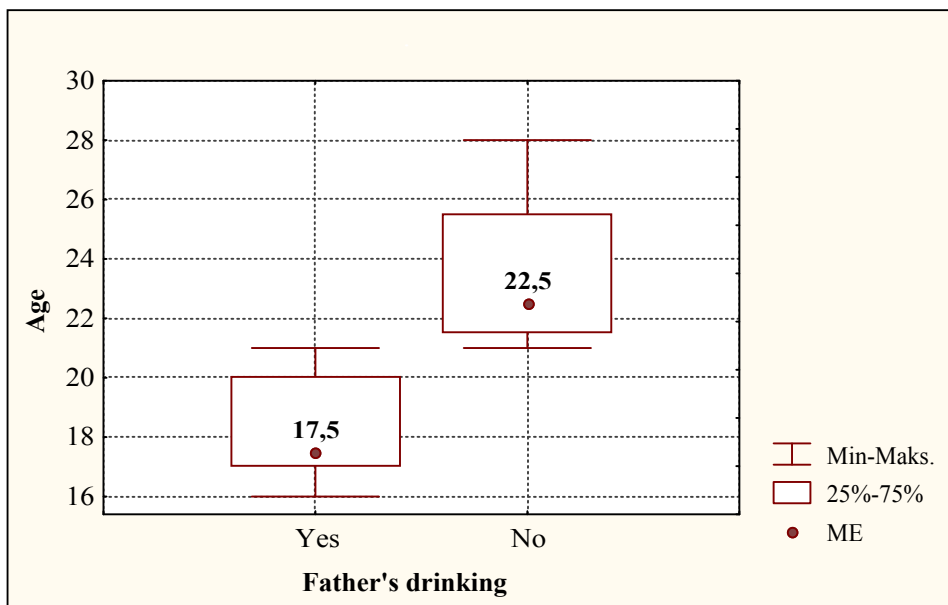 30
28
26
24
22
20
18
16
Age
22,5
17,5
Yes No
Father's drinking
Min-Maks.
25%-75%
ME